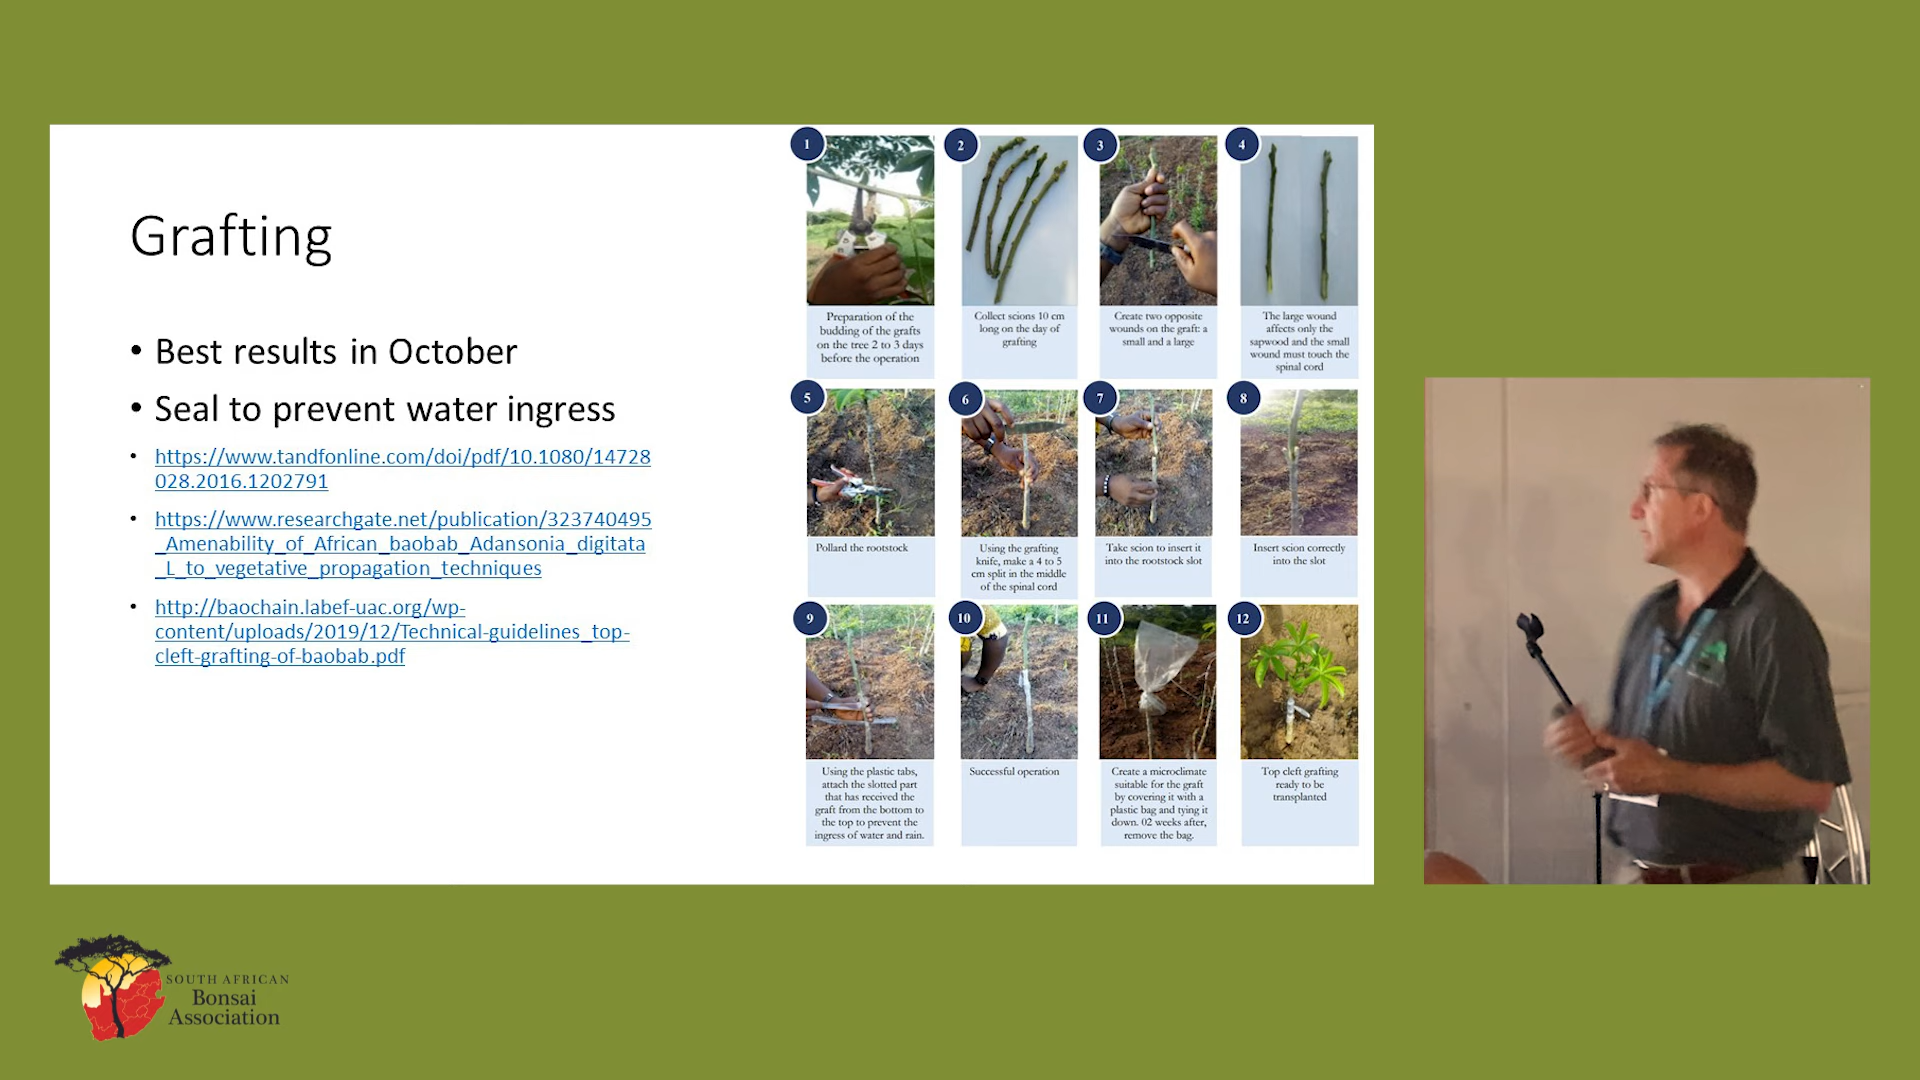 Grafting
• Best results in October
• Seal to prevent water ingress
• https://www.tandfonline.com/doi/pdf/10.1080/14728
028.2016.1202791
• https://www.researchgate.net/publication/323740495
_Amenability_of_African_baobab_Adansonia_digitata
_L_to_vegetative_propagation_techniques
• http://baochain.labef-uac.org/wp-
content/uploads/2019/12/Technical-guidelines_top-
cleft-grafting-of-baobab.pdf
1
Preparation of the
budding of the grafts
on the tree 2 to 3 days
before the operation
2
Collect scions 10 cm
long on the day of
grafting
3
Create two opposite
wounds on the graft: a
small and a large
4
The large wound
affects only the
sapwood and the small
wound must touch the
spinal cord
5
Pollard the rootstock
6
Using the grafting
knife, make a 4 to 5
cm split in the middle
of the spinal cord
7
Take scion to insert it
into the rootstock slot
8
Insert scion correctly
into the slot
9
Using the plastic tabs,
attach the slotted part
that has received the
graft from the bottom to
the top to prevent the
ingress of water and rain.
10
Successful operation
11
Create a microclimate
suitable for the graft
by covering it with a
plastic bag and tying it
down. 02 weeks after,
remove the bag.
12
Top cleft grafting
ready to be
transplanted
SOUTH AFRICAN
Bonsai
Association